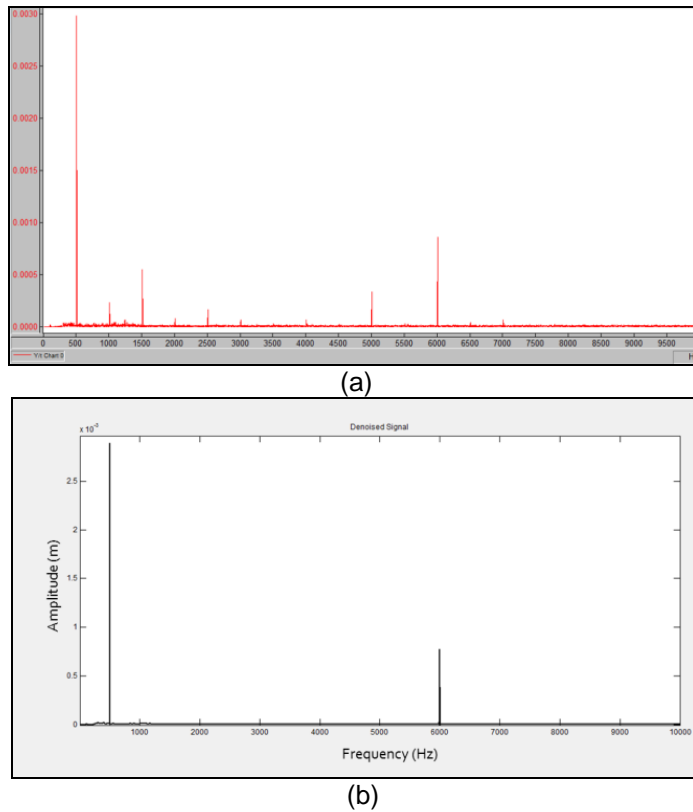 0.0030
0.0025
0.0020
0.0015
0.0010
0.0005
0.0000
0 500 1000 1500 2000 2500 3000 3500 4000 4500 5000 5500 6000 6500 7000 7500 8000 8500 9000 9500
Y/t Chart 0 H
(a)
x 10⁻³ Denoised Signal
2.5
2
1.5
1
0.5
0
Amplitude (m)
1000 2000 3000 4000 5000 6000 7000 8000 9000 10000
Frequency (Hz)
(b)